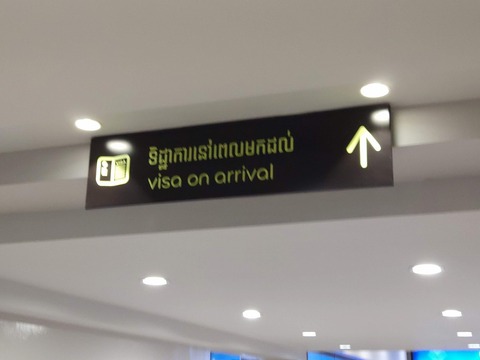 ទិដ្ឋាការនៅពេលមកដល់
visa on arrival